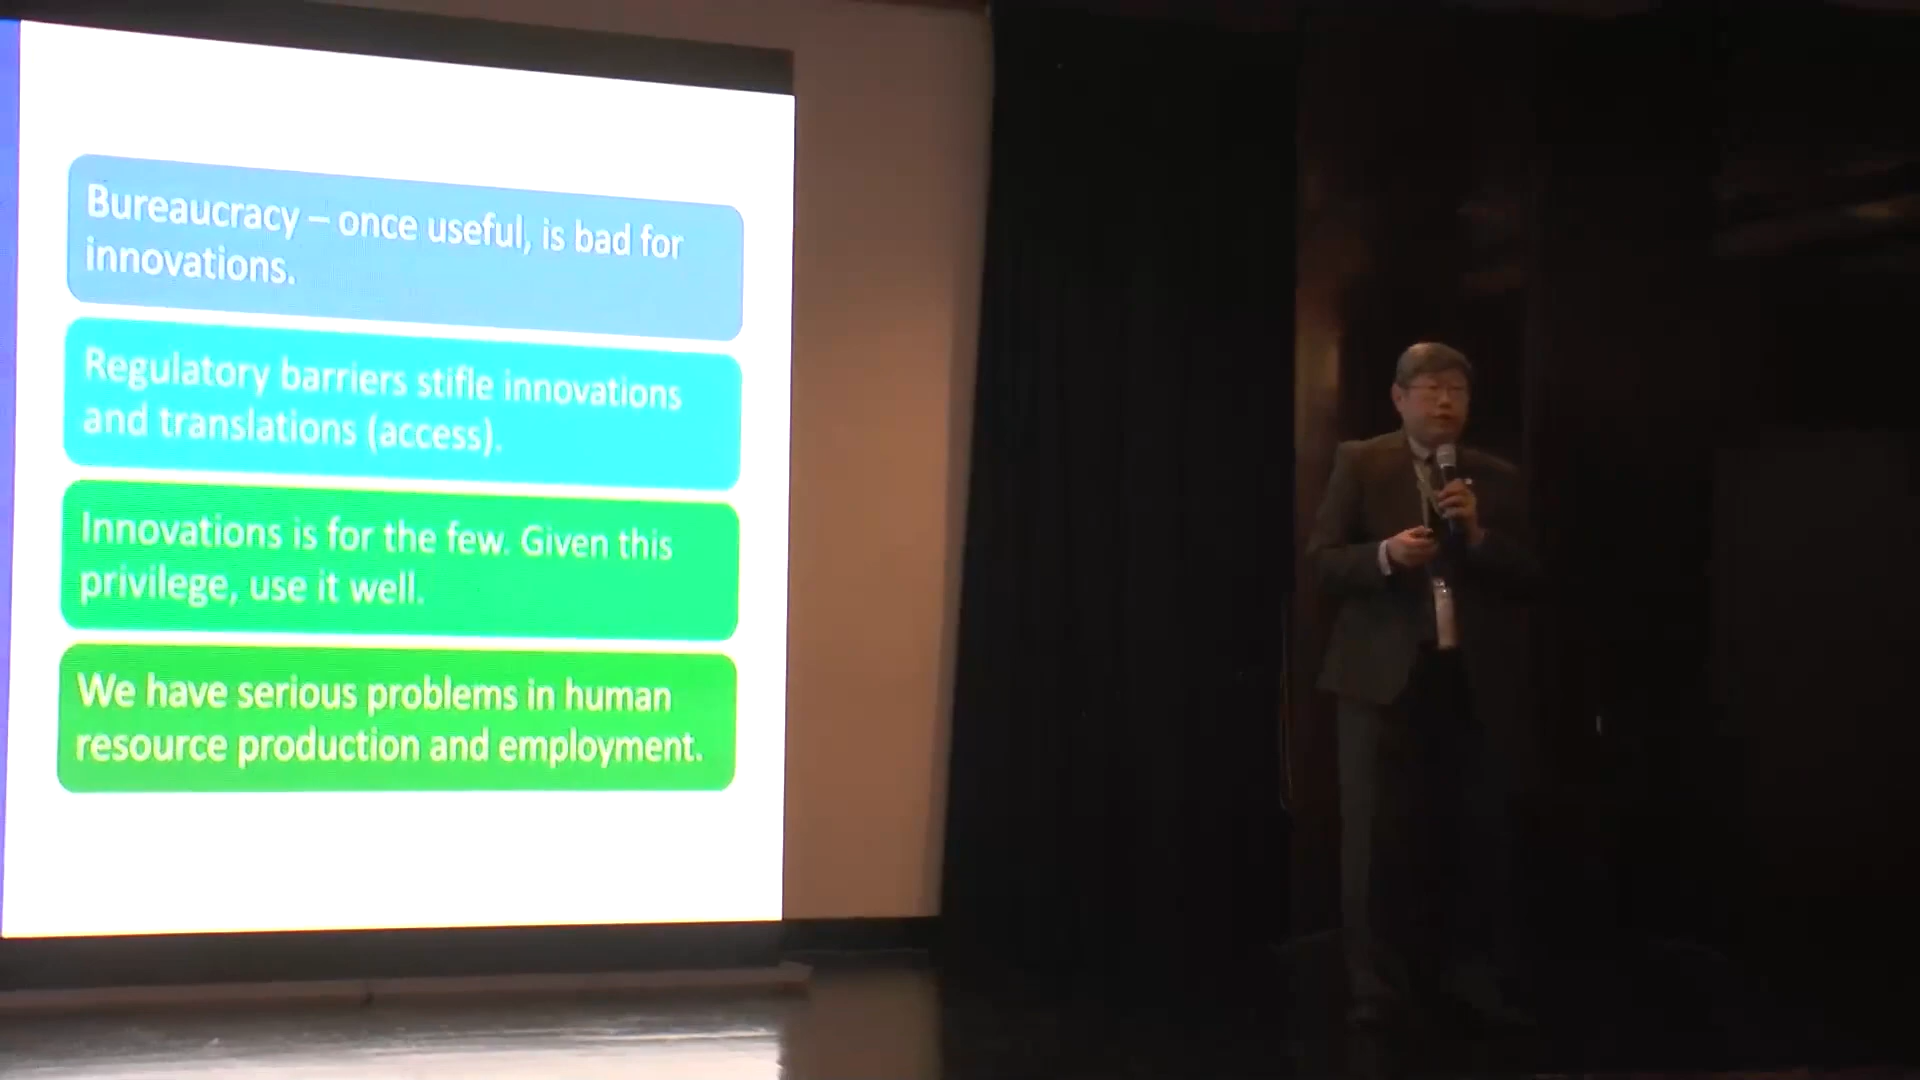 Bureaucracy – once useful, is bad for
innovations.
Regulatory barriers stifle innovations
and translations (access).
Innovations is for the few. Given this
privilege, use it well.
We have serious problems in human
resource production and employment.